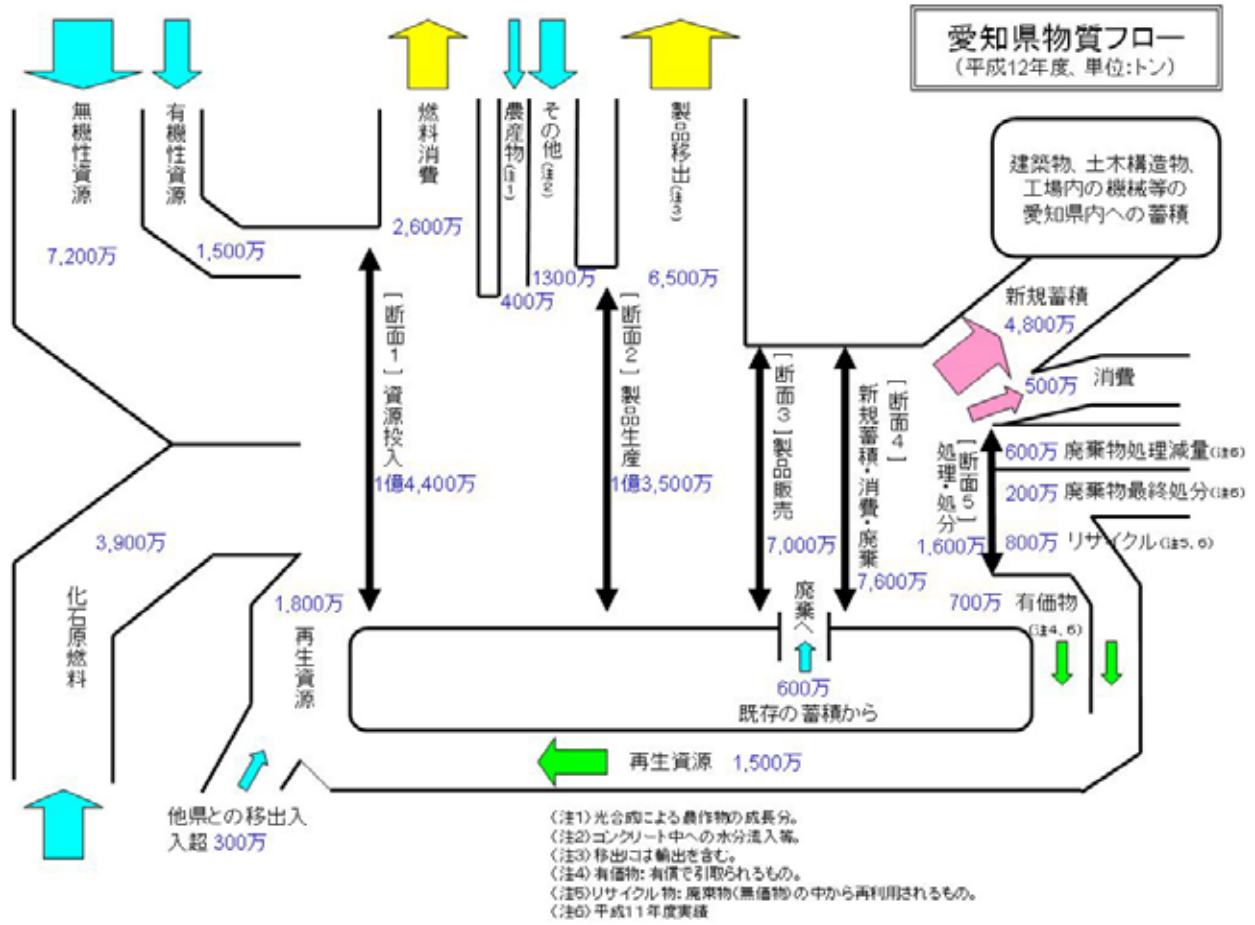 愛知県物質フロー
(平成12年度、単位:トン)
無機性資源
7,200万
有機性資源
1,500万
燃料消費
2,600万
農産物(注1)
400万
その他(注2)
1300万
製品移出(注3)
6,500万
建築物、土木構造物、
工場内の機械等の
愛知県内への蓄積
新規蓄積
4,800万
500万 消費
[断面1]資源投入
1億4,400万
[断面2]製品生産
1億3,500万
[断面3]製品販売
7,000万
[断面4]
新規蓄積・消費・廃棄
7,600万
[断面5]
処理・処分
1,600万
600万 廃棄物処理減量(注6)
200万 廃棄物最終処分(注6)
800万 リサイクル(注5、6)
700万 有価物
(注4、6)
3,900万
化石原燃料
1,800万
再生資源
廃棄へ
600万
既存の蓄積から
再生資源 1,500万
他県との移出入
入超 300万
(注1)光合成による農作物の成長分。
(注2)コンクリート中への水分流入等。
(注3)移出には輸出を含む。
(注4)有価物:有償で引取られるもの。
(注5)リサイクル物:廃棄物(無価物)の中から再利用されるもの。
(注6)平成11年度実績